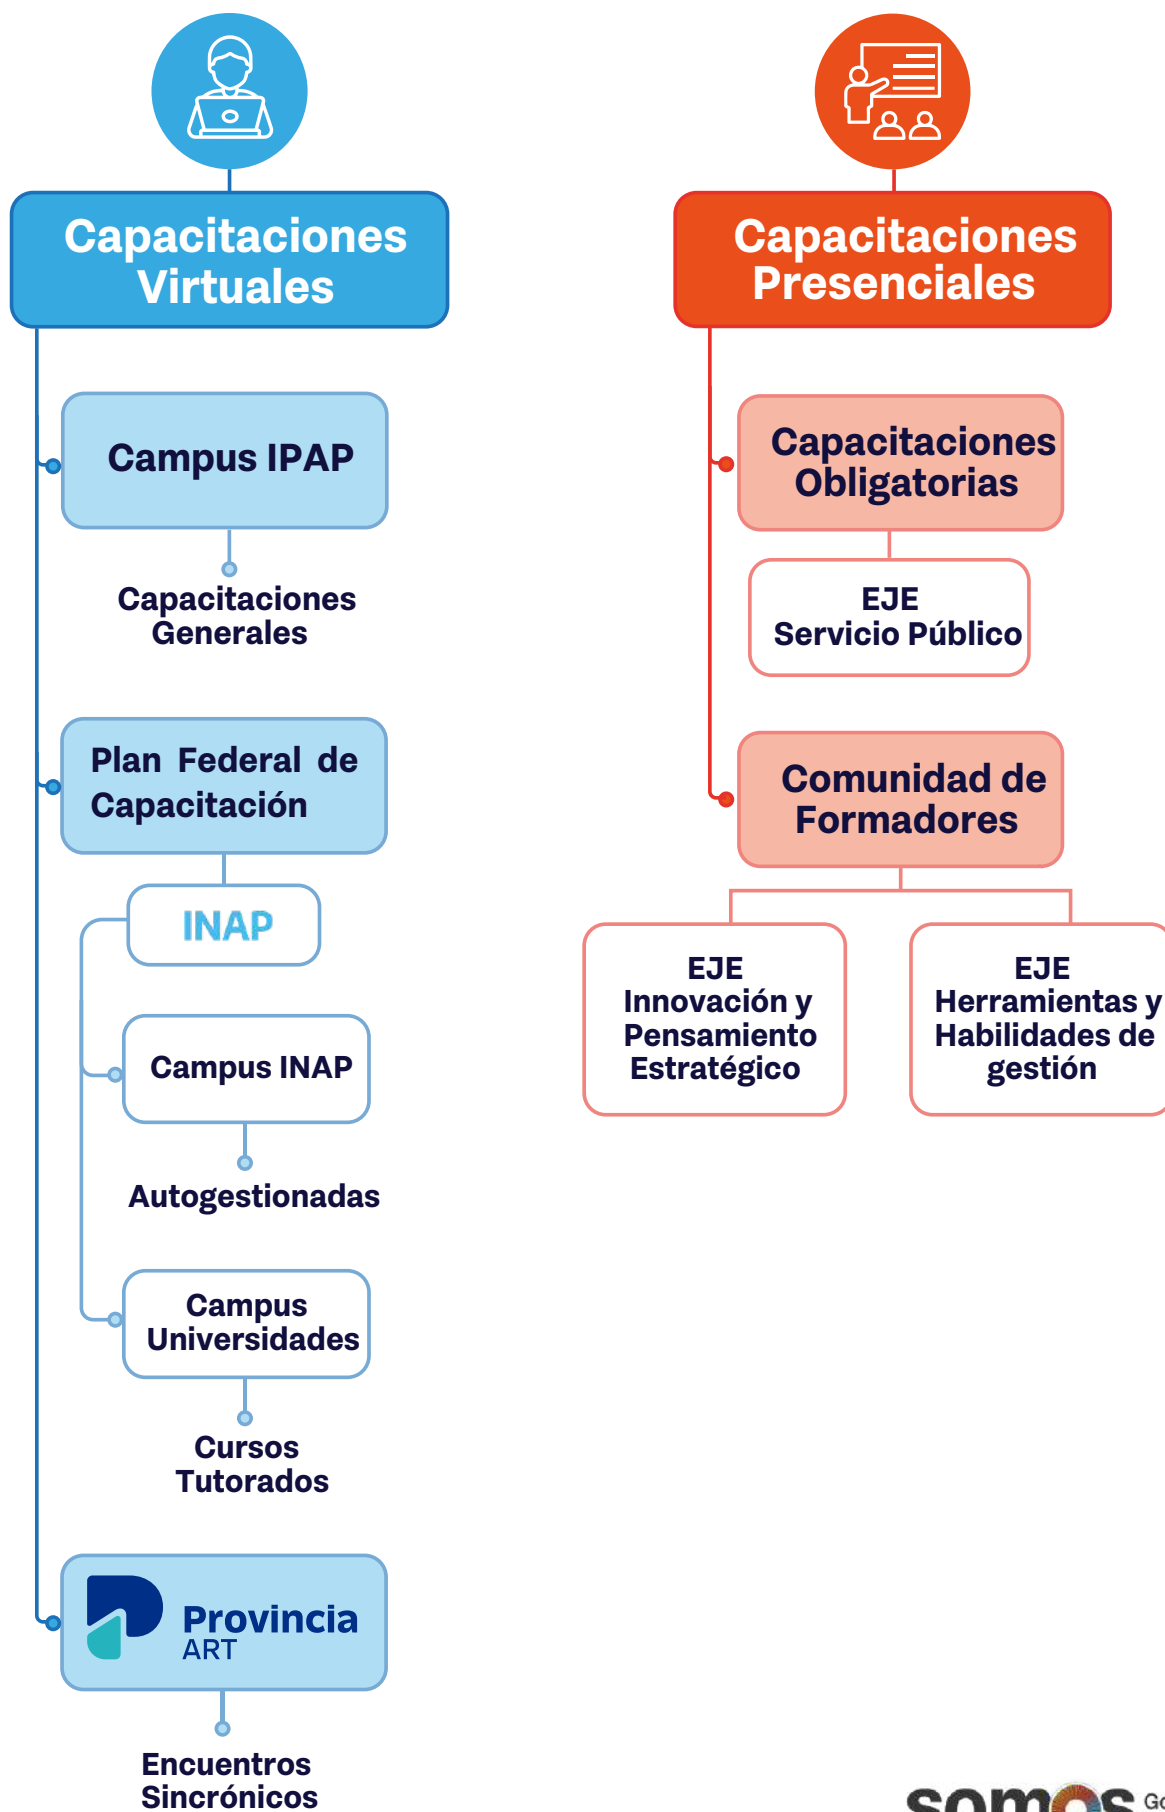 Capacitaciones
Virtuales
Campus IPAP
Capacitaciones
Generales
Plan Federal de
Capacitación
INAP
Campus INAP
Autogestionadas
Campus
Universidades
Cursos
Tutorados
Provincia
ART
Encuentros
Sincrónicos
Capacitaciones
Presenciales
Capacitaciones
Obligatorias
EJE
Servicio Público
Comunidad de
Formadores
EJE
Innovación y
Pensamiento
Estratégico
EJE
Herramientas y
Habilidades de
gestión
somos